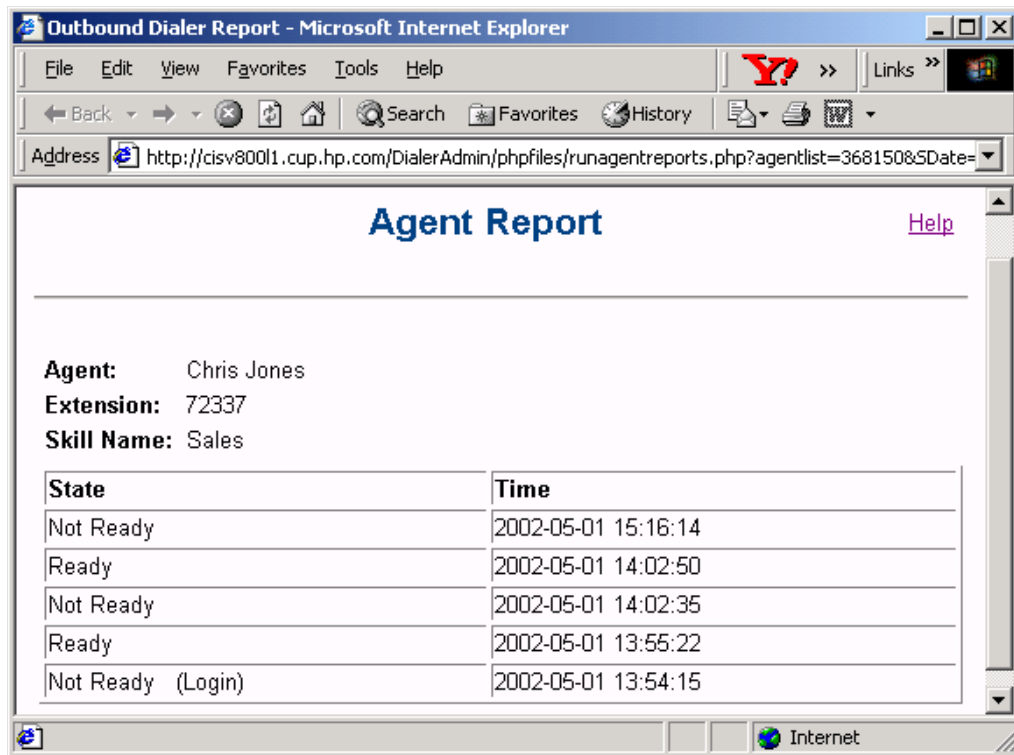 Outbound Dialer Report - Microsoft Internet Explorer
File Edit View Favorites Tools Help Y! » Links »
Back Search Favorites History W
Address http://cisv800l1.cup.hp.com/DialerAdmin/phpfiles/runagentreports.php?agentlist=368150&SDate=
Agent Report Help
Agent: Chris Jones
Extension: 72337
Skill Name: Sales
State Time
Not Ready 2002-05-01 15:16:14
Ready 2002-05-01 14:02:50
Not Ready 2002-05-01 14:02:35
Ready 2002-05-01 13:55:22
Not Ready (Login) 2002-05-01 13:54:15
Internet